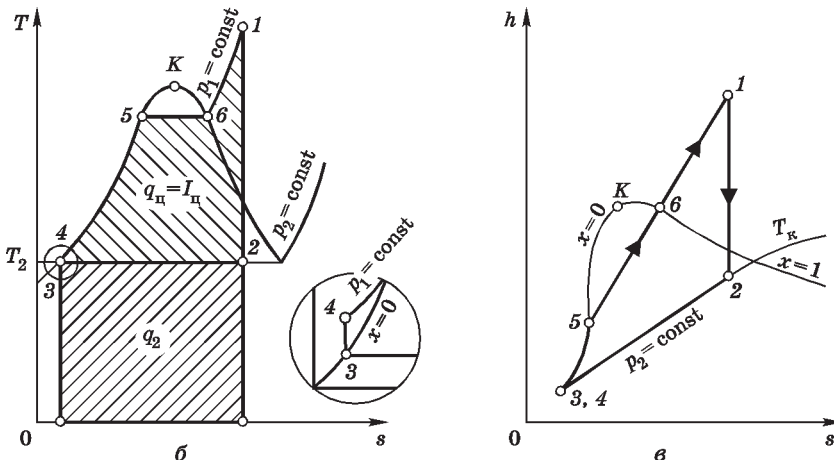 T
1
K
p₁ = const
5
6
qц = Iц
p₂ = const
4
T₂
2
3
q₂
p₁ = const
4
x = 0
3
0
s
б
h
1
K
x = 0
6
Tк
x = 1
2
5
p₂ = const
3, 4
0
s
в